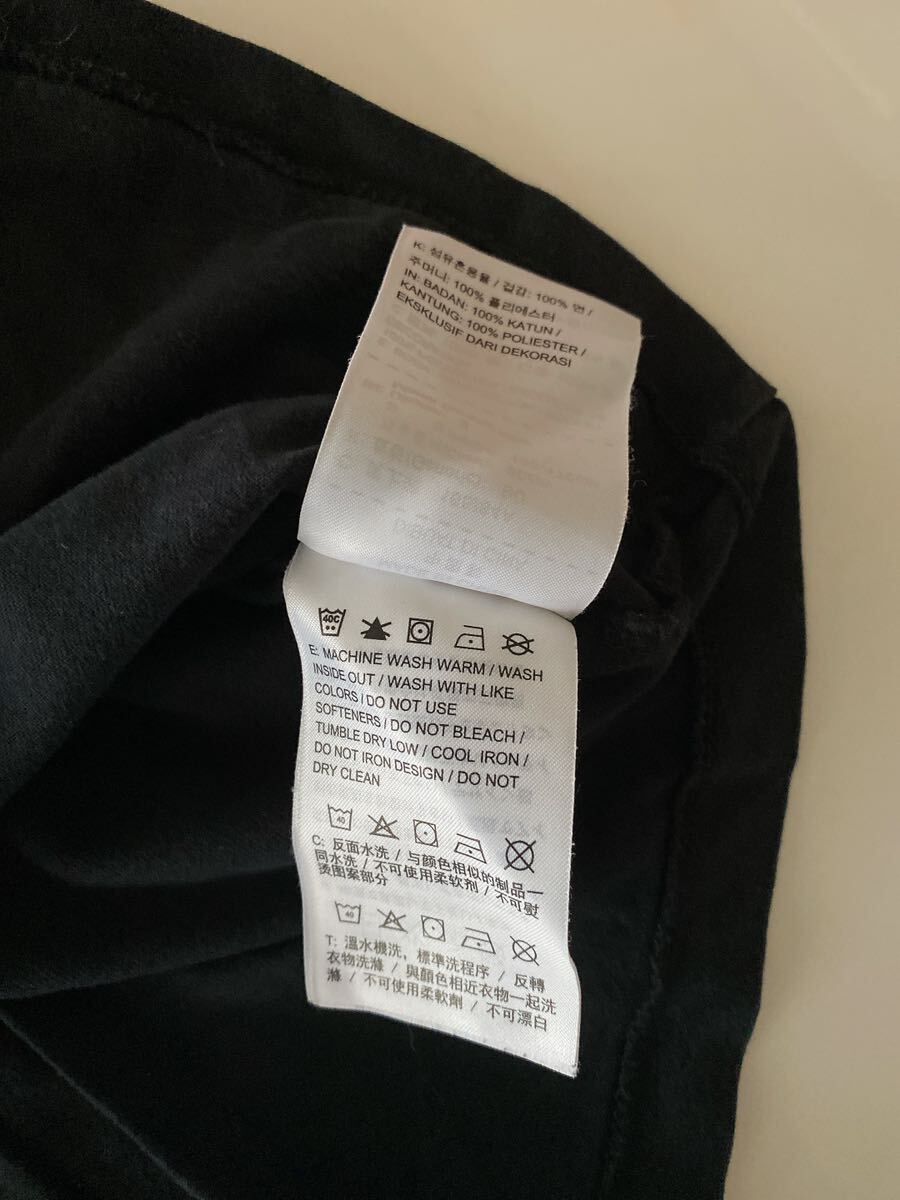 K: 섬유혼용율 / 겉감: 100% 면 /
주머니: 100% 폴리에스터
IN: BADAN: 100% KATUN /
KANTUNG: 100% POLIESTER /
EKSKLUSIF DARI DEKORASI
40C
E: MACHINE WASH WARM / WASH
INSIDE OUT / WASH WITH LIKE
COLORS / DO NOT USE
SOFTENERS / DO NOT BLEACH /
TUMBLE DRY LOW / COOL IRON /
DO NOT IRON DESIGN / DO NOT
DRY CLEAN
40
C: 反面水洗 / 与颜色相似的制品一
同水洗 / 不可使用柔软剂 / 不可熨
烫图案部分
40
T: 溫水機洗，標準洗程序 / 反轉
衣物洗滌 / 與顏色相近衣物一起洗
滌 / 不可使用柔軟劑 / 不可漂白